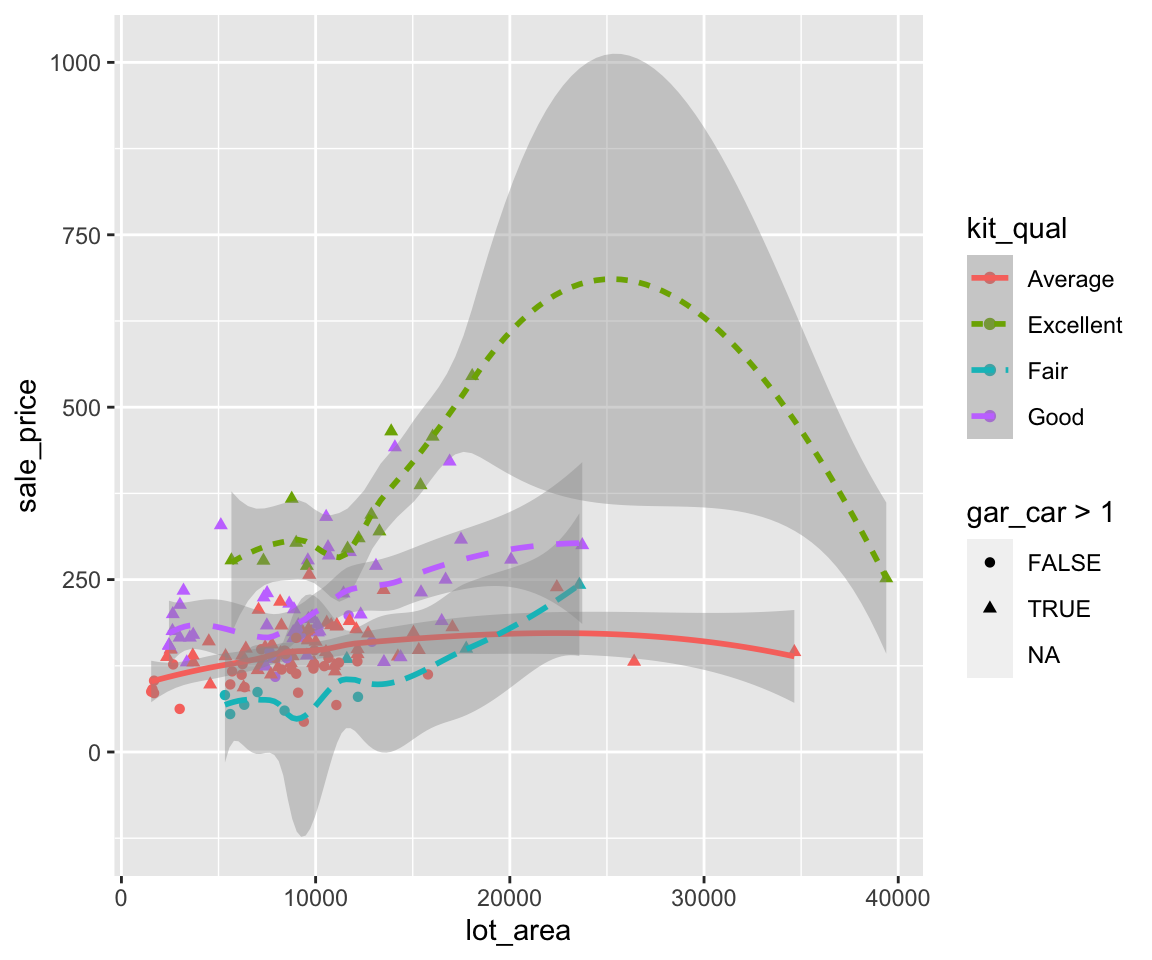 1000
750
500
250
0
sale_price
0
10000
20000
30000
40000
lot_area
kit_qual
Average
Excellent
Fair
Good
gar_car > 1
FALSE
TRUE
NA